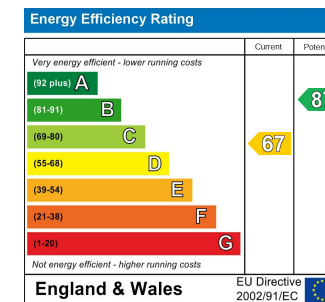 Energy Efficiency Rating
Current
Very energy efficient - lower running costs
(92 plus) A
(81-91) B
(69-80) C
67
(55-68) D
(39-54) E
(21-38) F
(1-20) G
Not energy efficient - higher running costs
England & Wales
EU Directive
2002/91/EC